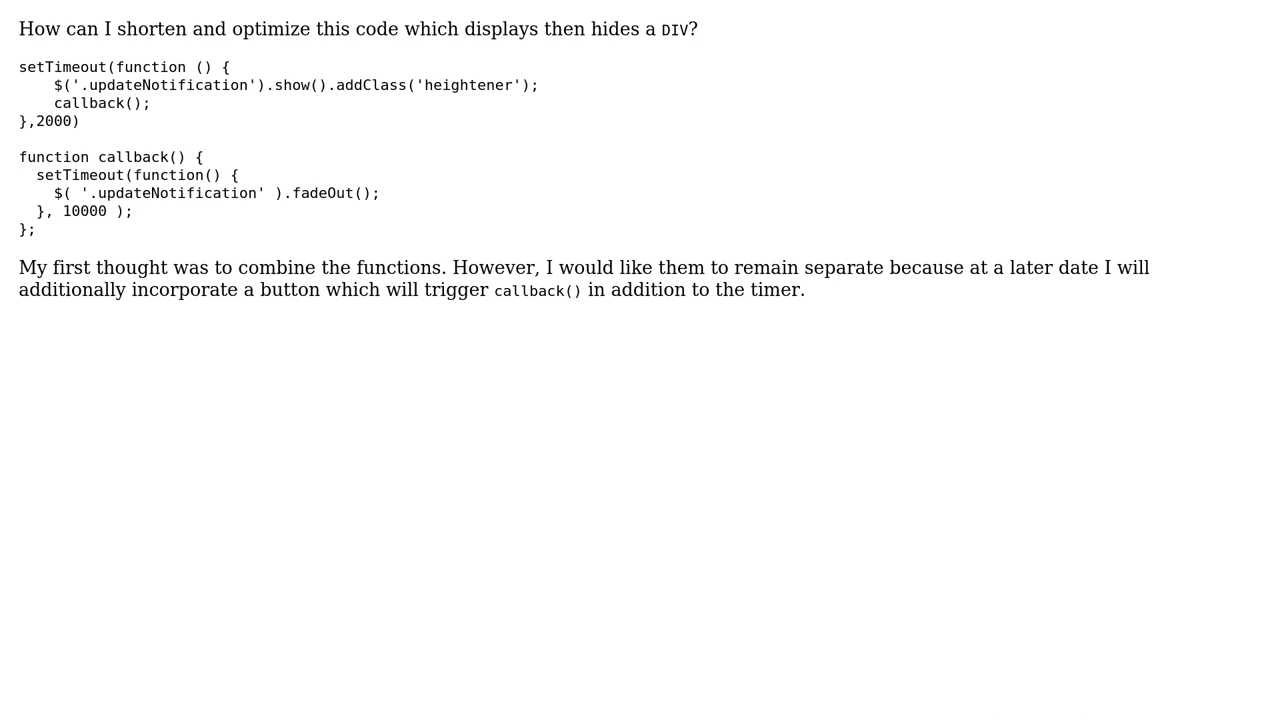 How can I shorten and optimize this code which displays then hides a DIV?
setTimeout(function () {
    $('.updateNotification').show().addClass('heightener');
    callback();
},2000)

function callback() {
  setTimeout(function() {
    $( '.updateNotification' ).fadeOut();
  }, 10000 );
};
My first thought was to combine the functions. However, I would like them to remain separate because at a later date I will
additionally incorporate a button which will trigger callback() in addition to the timer.